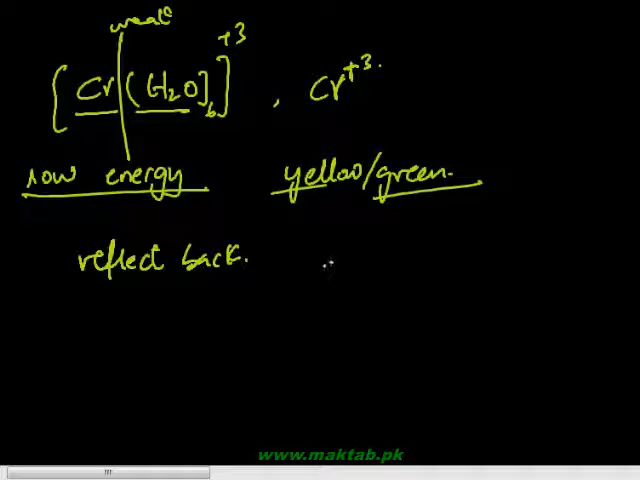 weak
[Cr(H₂O)₆]⁺³ , Cr⁺³.
low energy yellow/green.
reflect back.
www.maktab.pk